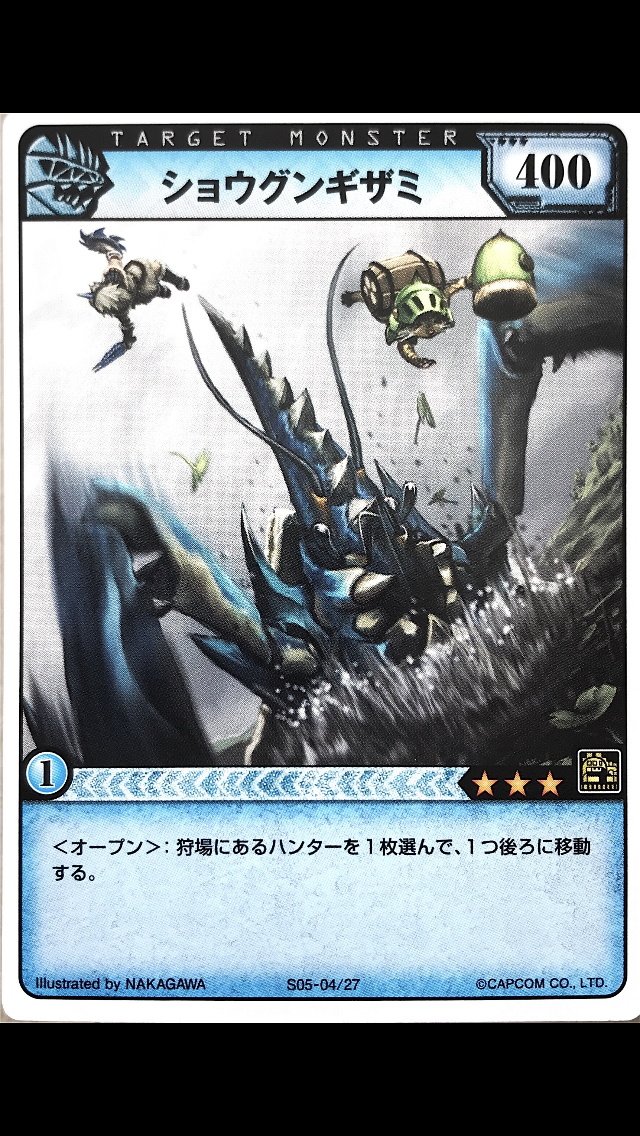 TARGET MONSTER
ショウグンギザミ
400
1
＜オープン＞：狩場にあるハンターを1枚選んで、1つ後ろに移動
する。
Illustrated by NAKAGAWA
S05-04/27
©CAPCOM CO., LTD.